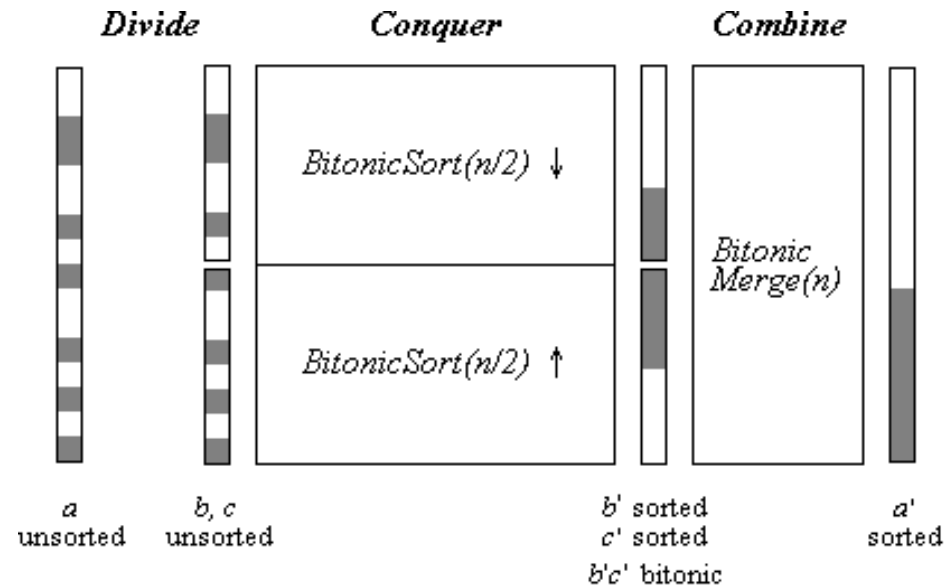 Divide
Conquer
Combine
BitonicSort(n/2) ↓
BitonicSort(n/2) ↑
Bitonic
Merge(n)
a
unsorted
b, c
unsorted
b' sorted
c' sorted
b'c' bitonic
a'
sorted